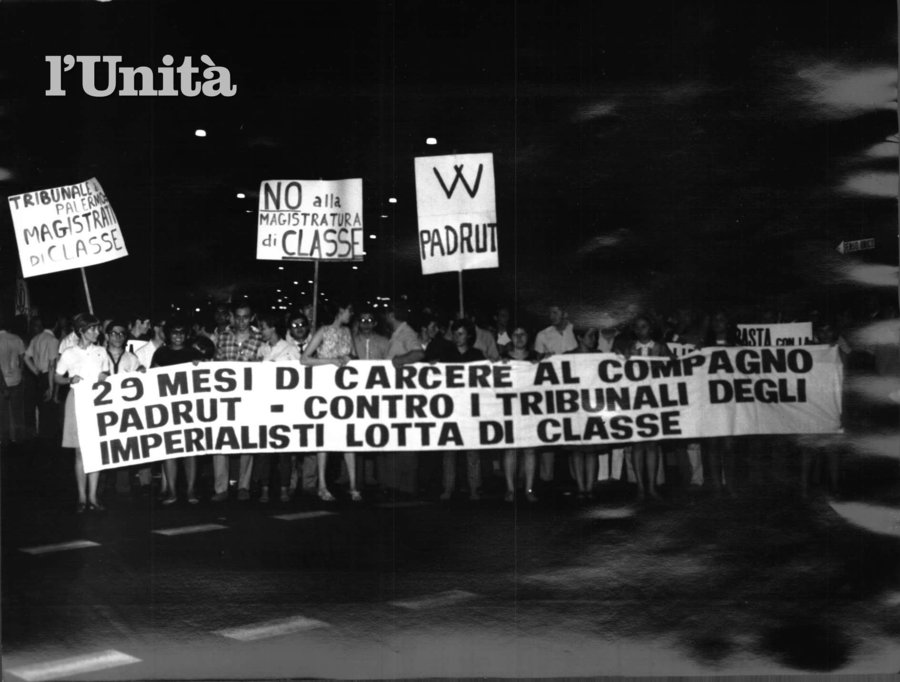 l'Unità
TRIBUNALE
PALERMO
MAGISTRATI
DI CLASSE
NO alla
MAGISTRATURA
di CLASSE
W
PADRUT
BASTA CON LA
29 MESI DI CARCERE AL COMPAGNO
PADRUT - CONTRO I TRIBUNALI DEGLI
IMPERIALISTI LOTTA DI CLASSE